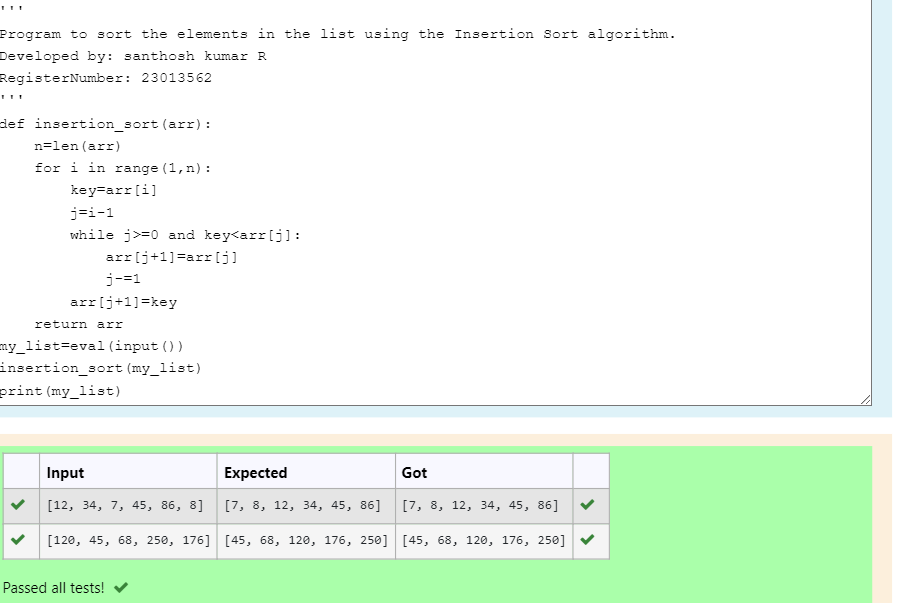 '''
Program to sort the elements in the list using the Insertion Sort algorithm.
Developed by: santhosh kumar R
RegisterNumber: 23013562
'''
def insertion_sort(arr):
    n=len(arr)
    for i in range(1,n):
        key=arr[i]
        j=i-1
        while j>=0 and key<arr[j]:
            arr[j+1]=arr[j]
            j-=1
        arr[j+1]=key
    return arr
my_list=eval(input())
insertion_sort(my_list)
print(my_list)
Input Expected Got
[12, 34, 7, 45, 86, 8] [7, 8, 12, 34, 45, 86] [7, 8, 12, 34, 45, 86]
[120, 45, 68, 250, 176] [45, 68, 120, 176, 250] [45, 68, 120, 176, 250]
Passed all tests!